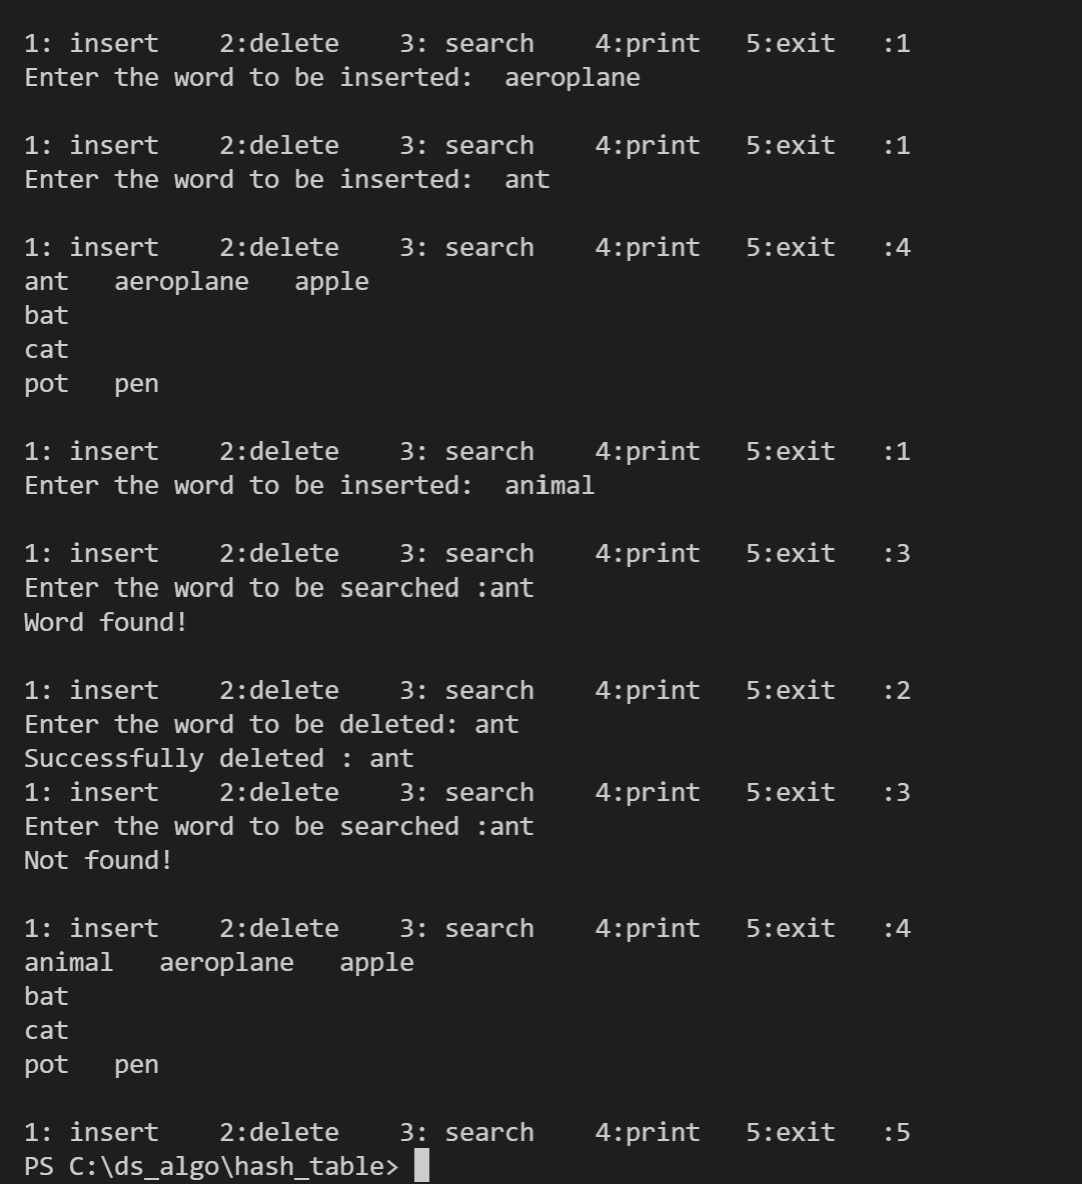 1: insert    2:delete    3: search    4:print   5:exit   :1
Enter the word to be inserted:  aeroplane
1: insert    2:delete    3: search    4:print   5:exit   :1
Enter the word to be inserted:  ant
1: insert    2:delete    3: search    4:print   5:exit   :4
ant   aeroplane   apple
bat
cat
pot   pen
1: insert    2:delete    3: search    4:print   5:exit   :1
Enter the word to be inserted:  animal
1: insert    2:delete    3: search    4:print   5:exit   :3
Enter the word to be searched :ant
Word found!
1: insert    2:delete    3: search    4:print   5:exit   :2
Enter the word to be deleted: ant
Successfully deleted : ant
1: insert    2:delete    3: search    4:print   5:exit   :3
Enter the word to be searched :ant
Not found!
1: insert    2:delete    3: search    4:print   5:exit   :4
animal   aeroplane   apple
bat
cat
pot   pen
1: insert    2:delete    3: search    4:print   5:exit   :5
PS C:\ds_algo\hash_table>